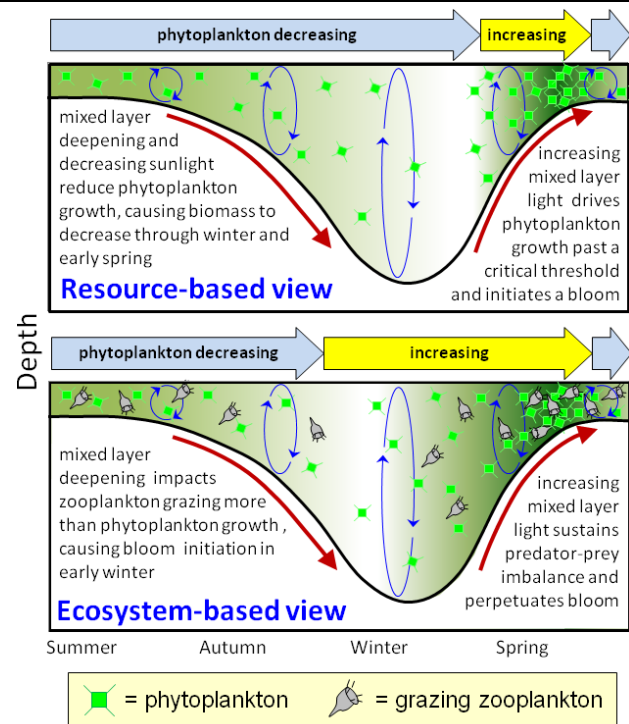 phytoplankton decreasing
increasing
mixed layer
deepening and
decreasing sunlight
reduce phytoplankton
growth, causing biomass to
decrease through winter and
early spring
increasing
mixed layer
light drives
phytoplankton
growth past a
critical threshold
and initiates a bloom
Resource-based view
Depth
phytoplankton decreasing
increasing
mixed layer
deepening impacts
zooplankton grazing more
than phytoplankton growth ,
causing bloom initiation in
early winter
increasing
mixed layer
light sustains
predator-prey
imbalance and
perpetuates bloom
Ecosystem-based view
Summer Autumn Winter Spring
= phytoplankton = grazing zooplankton